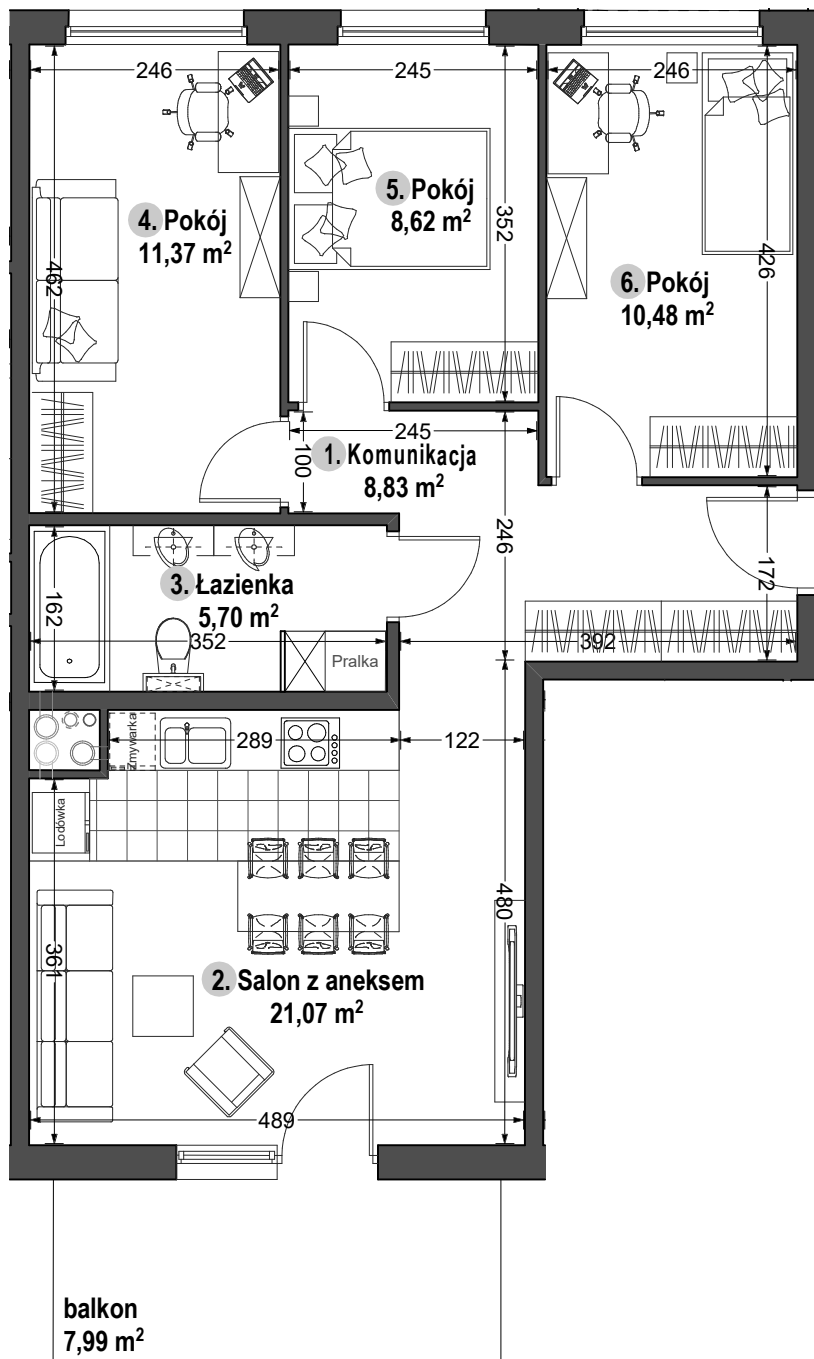 246
245
246
4. Pokój
11,37 m²
5. Pokój
8,62 m²
352
462
6. Pokój
10,48 m²
426
245
100
1. Komunikacja
8,83 m²
246
172
162
3. Łazienka
5,70 m²
352
Pralka
392
Zmywarka
289
122
Lodówka
361
480
2. Salon z aneksem
21,07 m²
489
balkon
7,99 m²